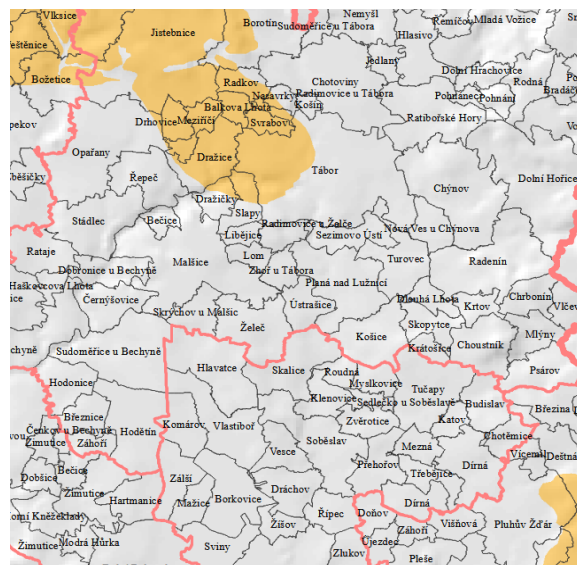 Vlksice
Borotín
Nemyšl
Řemíčou
Mladá Vožice
Sudoměřice u Tábora
Jistebnice
Hlasivo
Božetice
Jedlany
Dolní Hrachovice
Radkov
Chotoviny
Rodná
Nasavrky
Radimovice u Tábora
Pohnánec
Pohnání
Balkova Lhota
Košín
Drhovice
Meziříčí
Svrabov
Ratibořské Hory
Opařany
Dražice
Tábor
Řepeč
Chýnov
Dolní Hořice
Dražičky
Slapy
Stádlec
Bečice
Radimovice u Želče
Nová Ves u Chýnova
Libějice
Sezimovo Ústí
Rataje
Malšice
Lom
Turovec
Radenín
Dobronice u Bechyně
Zhoř u Tábora
Planá nad Lužnicí
Haškovcova Lhota
Černýšovice
Dlouhá Lhota
Chrbonín
Ústrašice
Krtov
Skrýchov u Malšic
Želeč
Skopytce
Mlýny
Košice
Krátošice
Choustník
Sudoměřice u Bechyně
Psárov
Hlavatce
Skalice
Roudná
Hodonice
Myslkovice
Tučapy
Klenovice
Sedlečko u Soběslavě
Budislav
Březnice
Březina
Komárov
Vlastiboř
Zvěrotice
Katov
Čenkov u Bechyně
Hodětín
Chotěmice
Zimutice
Záhoří
Soběslav
Mezná
Vesce
Vícemil
Bečice
Přehořov
Dírná
Dobšice
Zálší
Třebějice
Žimutice
Dráchov
Hartmanice
Mažice
Borkovice
Dírná
Řípec
Doňov
Žišov
Višňová
Pluhův Žďár
Záhoří
Žimutice
Modrá Hůrka
Sviny
Újezdec
Zlukov
Pleše